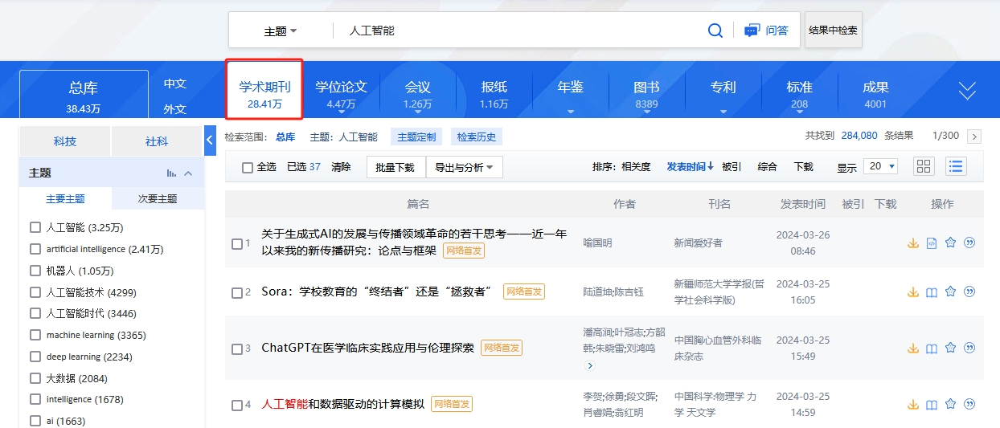 主题 人工智能 问答 结果中检索
总库 中文 学术期刊 学位论文 会议 报纸 年鉴 图书 专利 标准 成果
38.43万 外文 28.41万 4.47万 1.26万 1.16万 8389 208 4001
科技 社科
检索范围: 总库 主题: 人工智能 主题定制 检索历史 共找到 284,080 条结果 1/300
主题
全选 已选 37 清除 批量下载 导出与分析 排序: 相关度 发表时间↓ 被引 综合 下载 显示 20
主要主题 次要主题
人工智能 (3.25万)
artificial intelligence (2.41万)
机器人 (1.05万)
人工智能技术 (4299)
人工智能时代 (3446)
machine learning (3365)
deep learning (2234)
大数据 (2084)
intelligence (1678)
ai (1663)
篇名 作者 刊名 发表时间 被引 下载 操作
1 关于生成式AI的发展与传播领域革命的若干思考——近一年
以来我的新传播研究：论点与框架 网络首发
喻国明
新闻爱好者
2024-03-26
08:46
2 Sora：学校教育的“终结者”还是“拯救者” 网络首发
陆道坤;陈吉钰
新疆师范大学学报(哲
学社会科学版)
2024-03-25
16:05
3 ChatGPT在医学临床实践应用与伦理探索 网络首发
潘高涧;叶冠志;方韶
韩;朱晓雷;刘鸿鸣
中国胸心血管外科临
床杂志
2024-03-25
15:49
4 人工智能和数据驱动的计算模拟 网络首发
李贺;徐勇;段文晖;
肖睿娟;翁红明
中国科学:物理学 力
学 天文学
2024-03-25
14:59